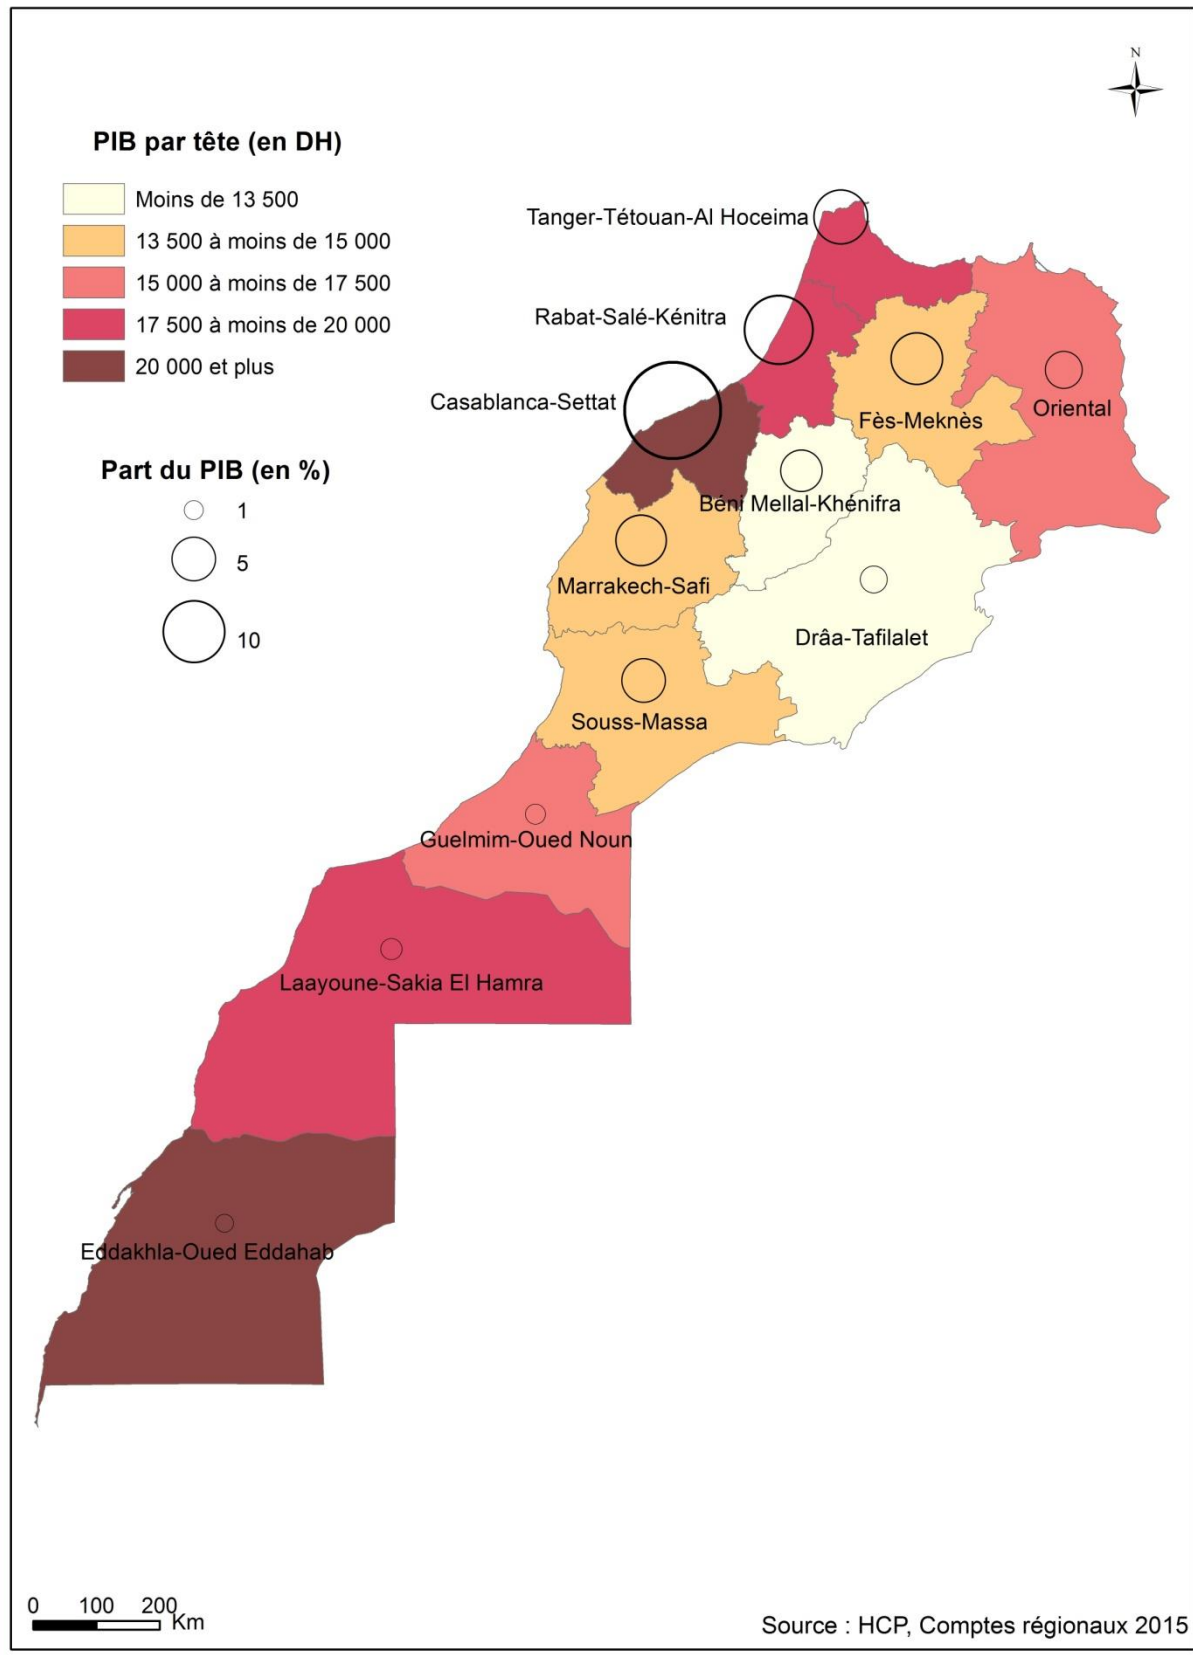 N
PIB par tête (en DH)
Moins de 13 500
13 500 à moins de 15 000
15 000 à moins de 17 500
17 500 à moins de 20 000
20 000 et plus
Part du PIB (en %)
1
5
10
Tanger-Tétouan-Al Hoceima
Rabat-Salé-Kénitra
Casablanca-Settat
Fès-Meknès
Oriental
Béni Mellal-Khénifra
Marrakech-Safi
Drâa-Tafilalet
Souss-Massa
Guelmim-Oued Noun
Laayoune-Sakia El Hamra
Eddakhla-Oued Eddahab
0 100 200
Km
Source : HCP, Comptes régionaux 2015